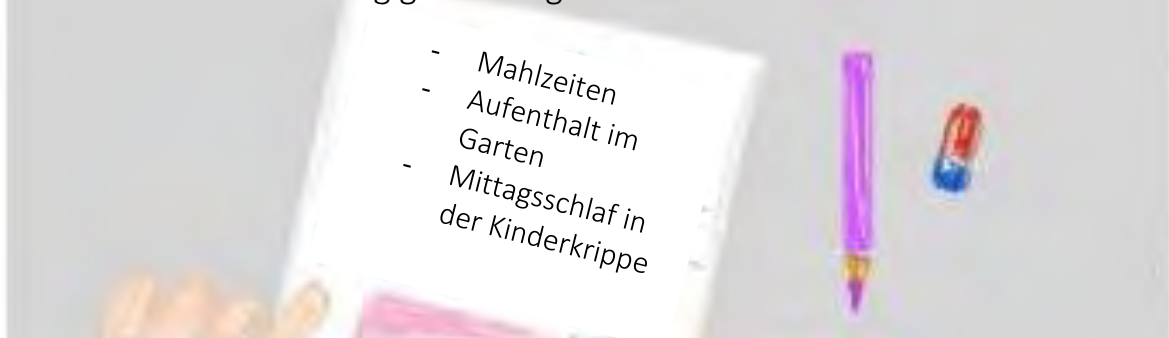 - Mahlzeiten
- Aufenthalt im
Garten
- Mittagsschlaf in
der Kinderkrippe